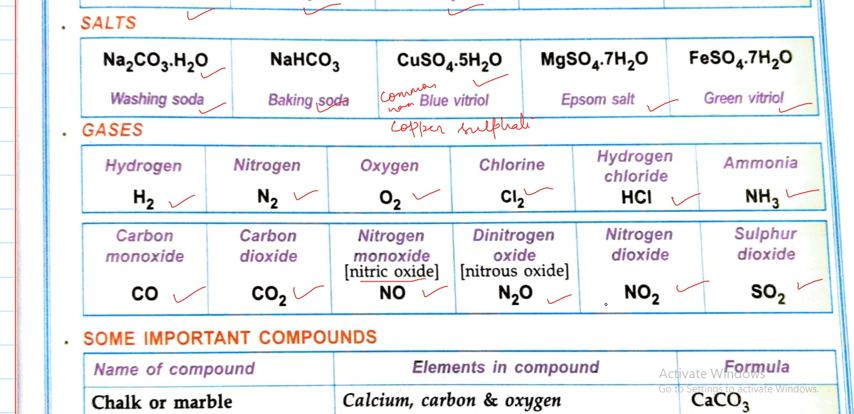 SALTS
Na₂CO₃.H₂O NaHCO₃ CuSO₄.5H₂O MgSO₄.7H₂O FeSO₄.7H₂O
Washing soda Baking soda common Blue vitriol Epsom salt Green vitriol
copper sulphate
GASES
Hydrogen Nitrogen Oxygen Chlorine Hydrogen chloride Ammonia
H₂ N₂ O₂ Cl₂ HCl NH₃
Carbon monoxide Carbon dioxide Nitrogen monoxide Dinitrogen oxide Nitrogen dioxide Sulphur dioxide
[nitric oxide] [nitrous oxide]
CO CO₂ NO N₂O NO₂ SO₂
SOME IMPORTANT COMPOUNDS
Name of compound Elements in compound Formula
Activate Windows
Go to Settings to activate Windows.
Chalk or marble Calcium, carbon & oxygen CaCO₃